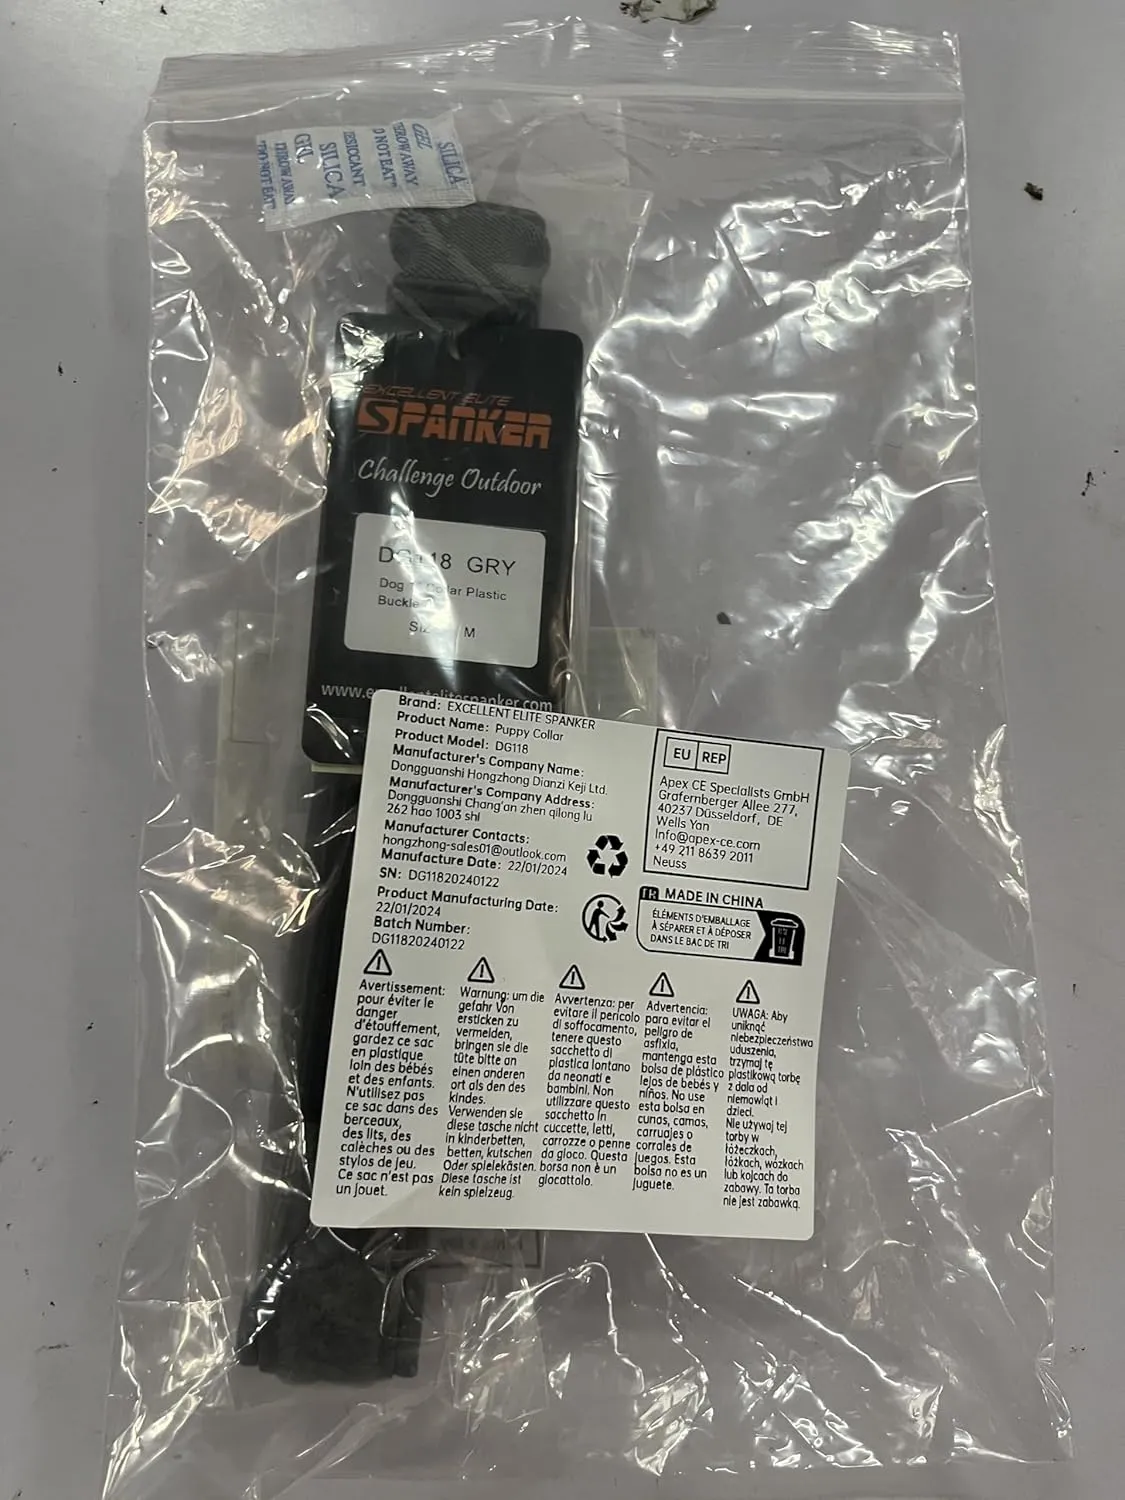 SILICA
GEL
THROW AWAY
DESICCANT
SILICA
GEL
THROW AWAY
EXCELLENT ELITE
SPANKER
Challenge Outdoor
GRY
Dog Plastic
Buckle
M
Brand: EXCELLENT ELITE SPANKER
Product Name: Puppy Collar
Product Model: DG118
Manufacturer's Company Name:
Dongguanshi Hongzhong Dianzi Keji Ltd.
Manufacturer's Company Address:
Dongguanshi Chang'an zhen qilong lu
262 hao 1003 shi
Manufacturer Contacts:
hongzhong-sales01@outlook.com
Manufacture Date: 22/01/2024
SN: DG11820240122
Product Manufacturing Date:
22/01/2024
Batch Number:
DG11820240122
EU REP
Apex CE Specialists GmbH
Grafernberger Allee 277,
40237 Düsseldorf, DE
Wells Yan
Info@apex-ce.com
+49 211 8639 2011
Neuss
MADE IN CHINA
FR
ÉLÉMENTS D'EMBALLAGE
À SÉPARER ET À DÉPOSER
DANS LE BAC DE TRI
Avertissement:
pour éviter le
danger
d'étouffement,
gardez ce sac
en plastique
loin des bébés
et des enfants.
N'utilisez pas
ce sac dans des
berceaux,
des lits, des
calèches ou des
stylos de jeu.
Ce sac n'est pas
un jouet.
Warnung: um die
gefahr Von
ersticken zu
vermelden,
bringen sie die
tüte bitte an
einen anderen
ort als den des
kindes.
Verwenden sie
diese tasche nicht
in kinderbetten,
betten, kutschen
Oder spielekästen.
Diese tasche ist
kein spielzeug.
Avvertenza: per
evitare il pericolo
di soffocamento,
tenere questo
sacchetto di
plastica lontano
da neonati e
bambini. Non
utilizzare questo
sacchetto in
cuccette, letti,
carrozze o penne
da gioco. Questa
borsa non è un
giocattolo.
Advertencia:
para evitar el
peligro de
asfixia,
mantenga esta
bolsa de plástico
lejos de bebés y
niños. No use
esta bolsa en
cunas, camas,
carruajes o
corrales de
juegos. Esta
bolsa no es un
juguete.
UWAGA: Aby
uniknąć
niebezpieczeństwa
uduszenia,
trzymaj tę
plastikową torbę
z dala od
niemowląt i
dzieci.
Nie używaj tej
torby w
łóżeczkach,
łóżkach, wózkach
lub kojcach do
zabawy. Ta torba
nie jest zabawką.